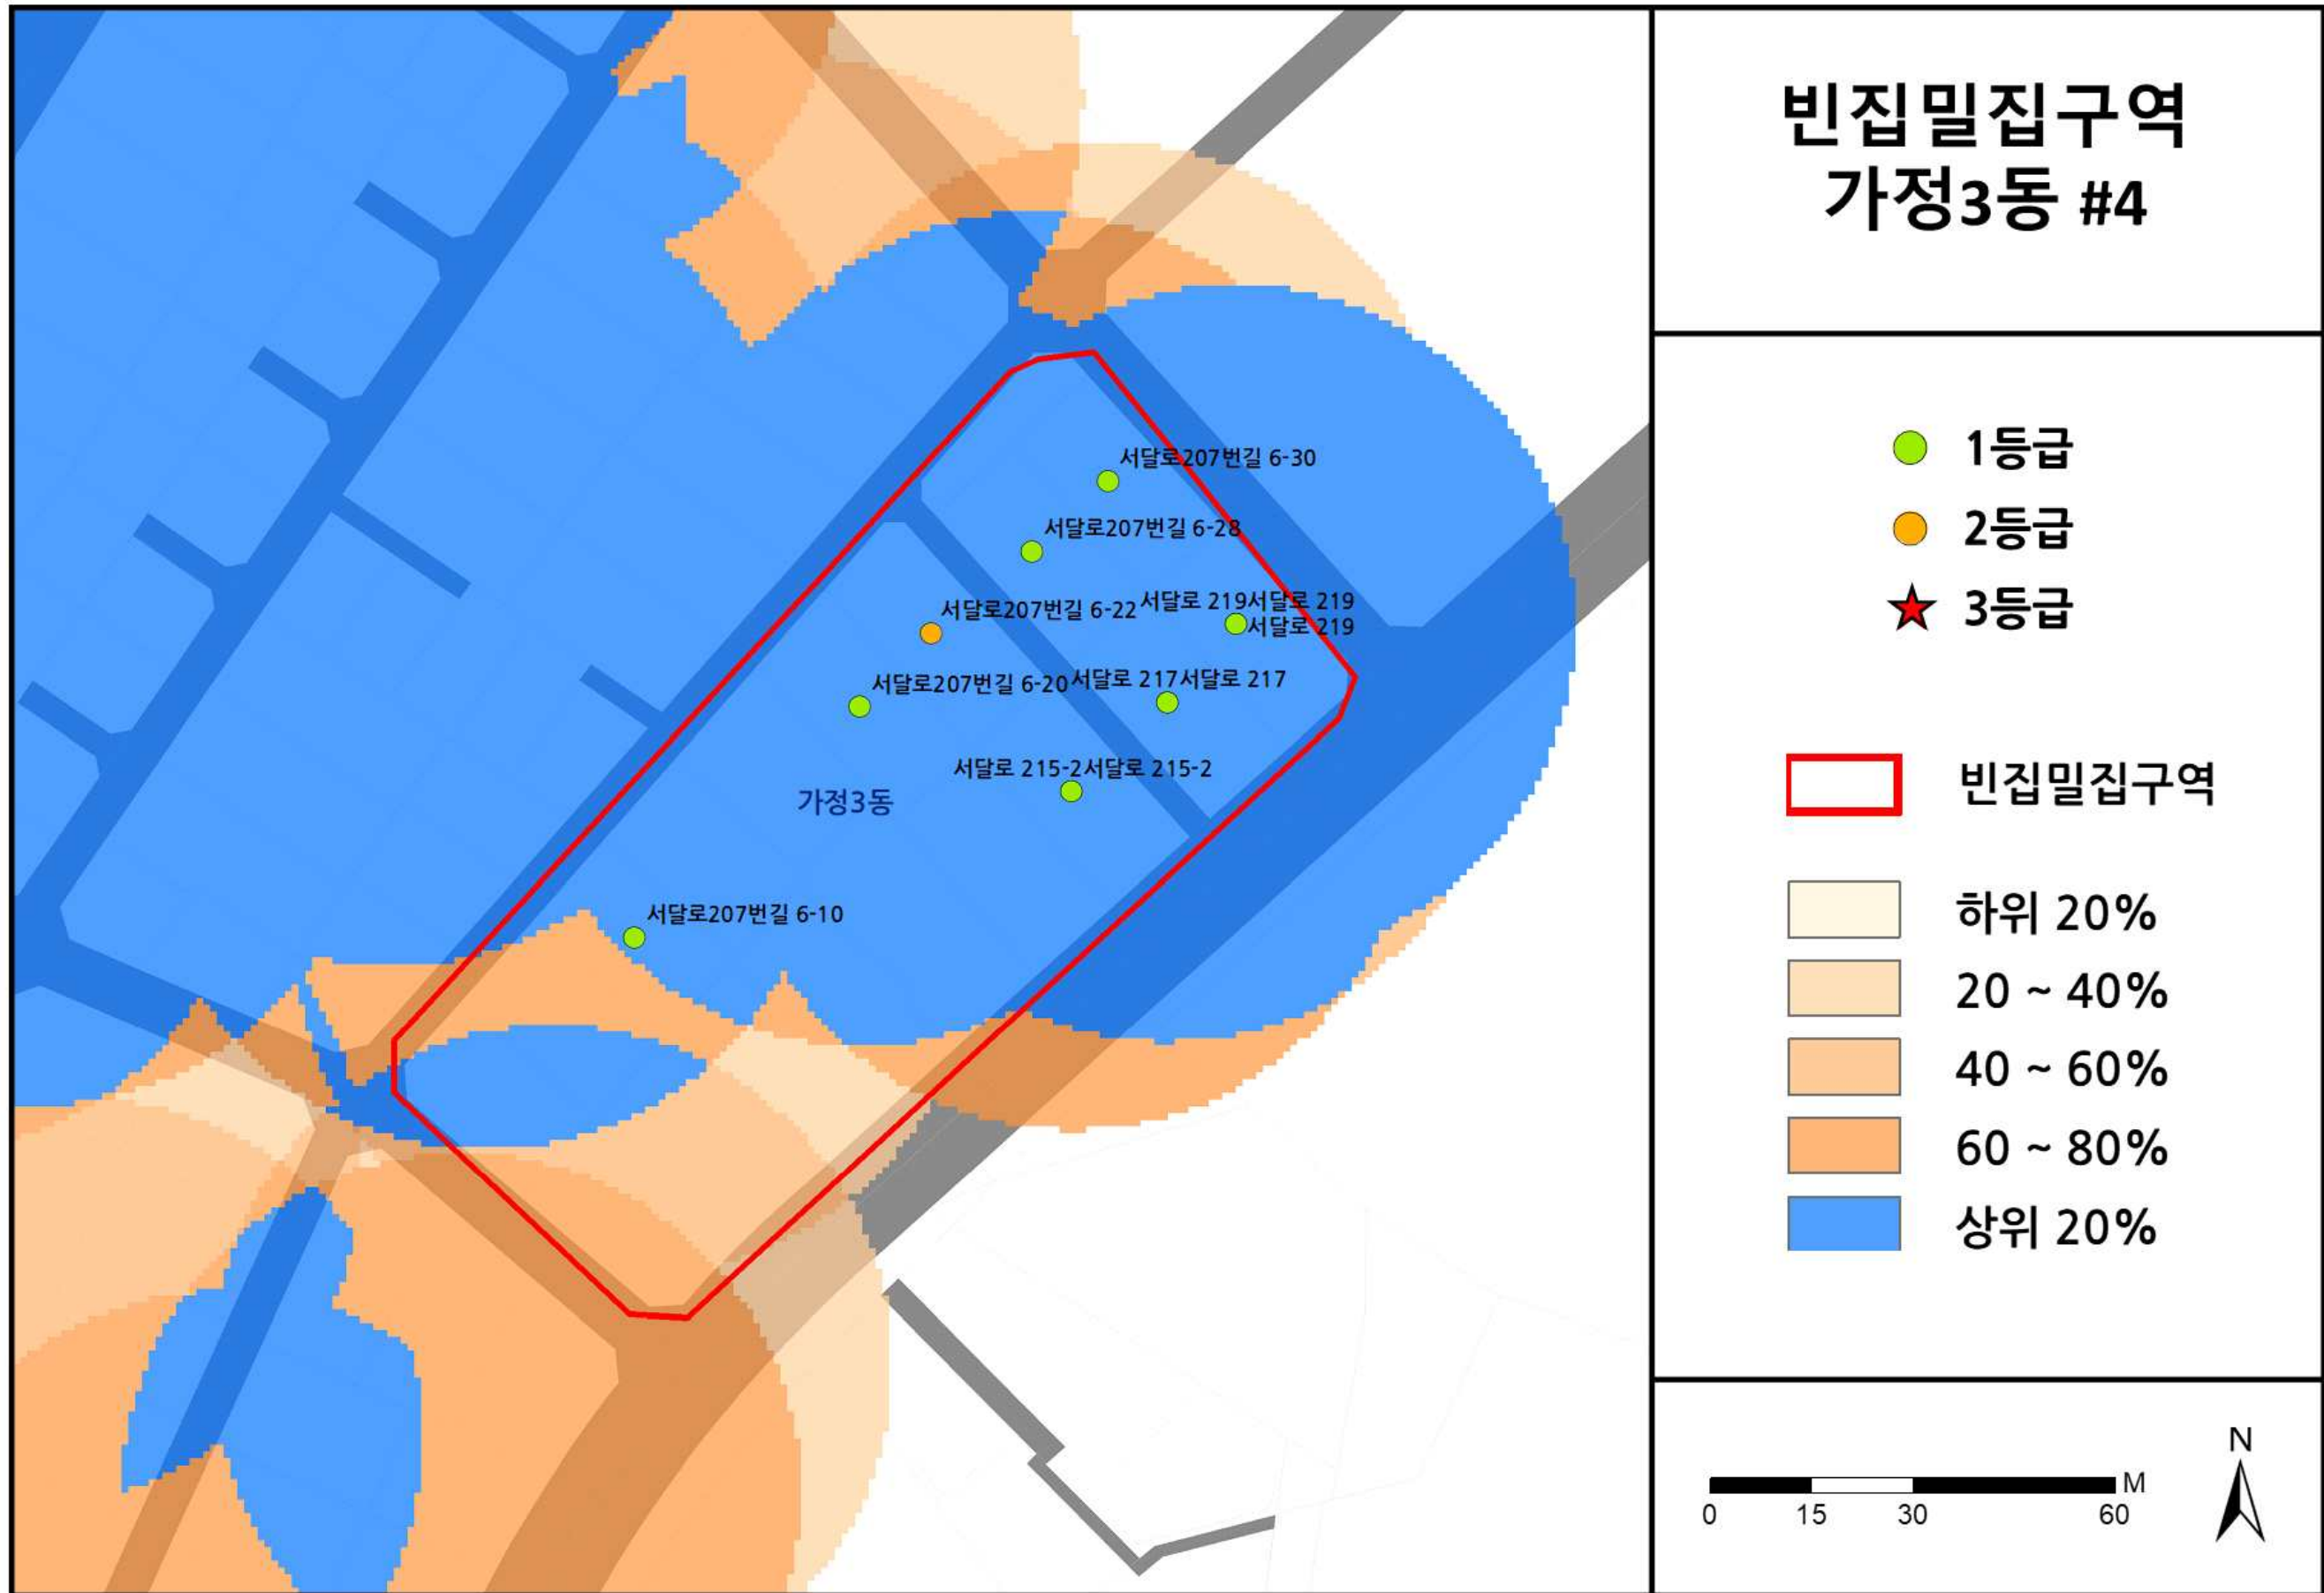 빈집밀집구역
가정3동 #4
서달로207번길 6-30
서달로207번길 6-28
서달로207번길 6-22
서달로 219서달로 219
서달로 219
서달로207번길 6-20
서달로 217서달로 217
서달로 215-2서달로 215-2
가정3동
서달로207번길 6-10
1등급
2등급
3등급
빈집밀집구역
하위 20%
20 ~ 40%
40 ~ 60%
60 ~ 80%
상위 20%
N
M
0 15 30 60